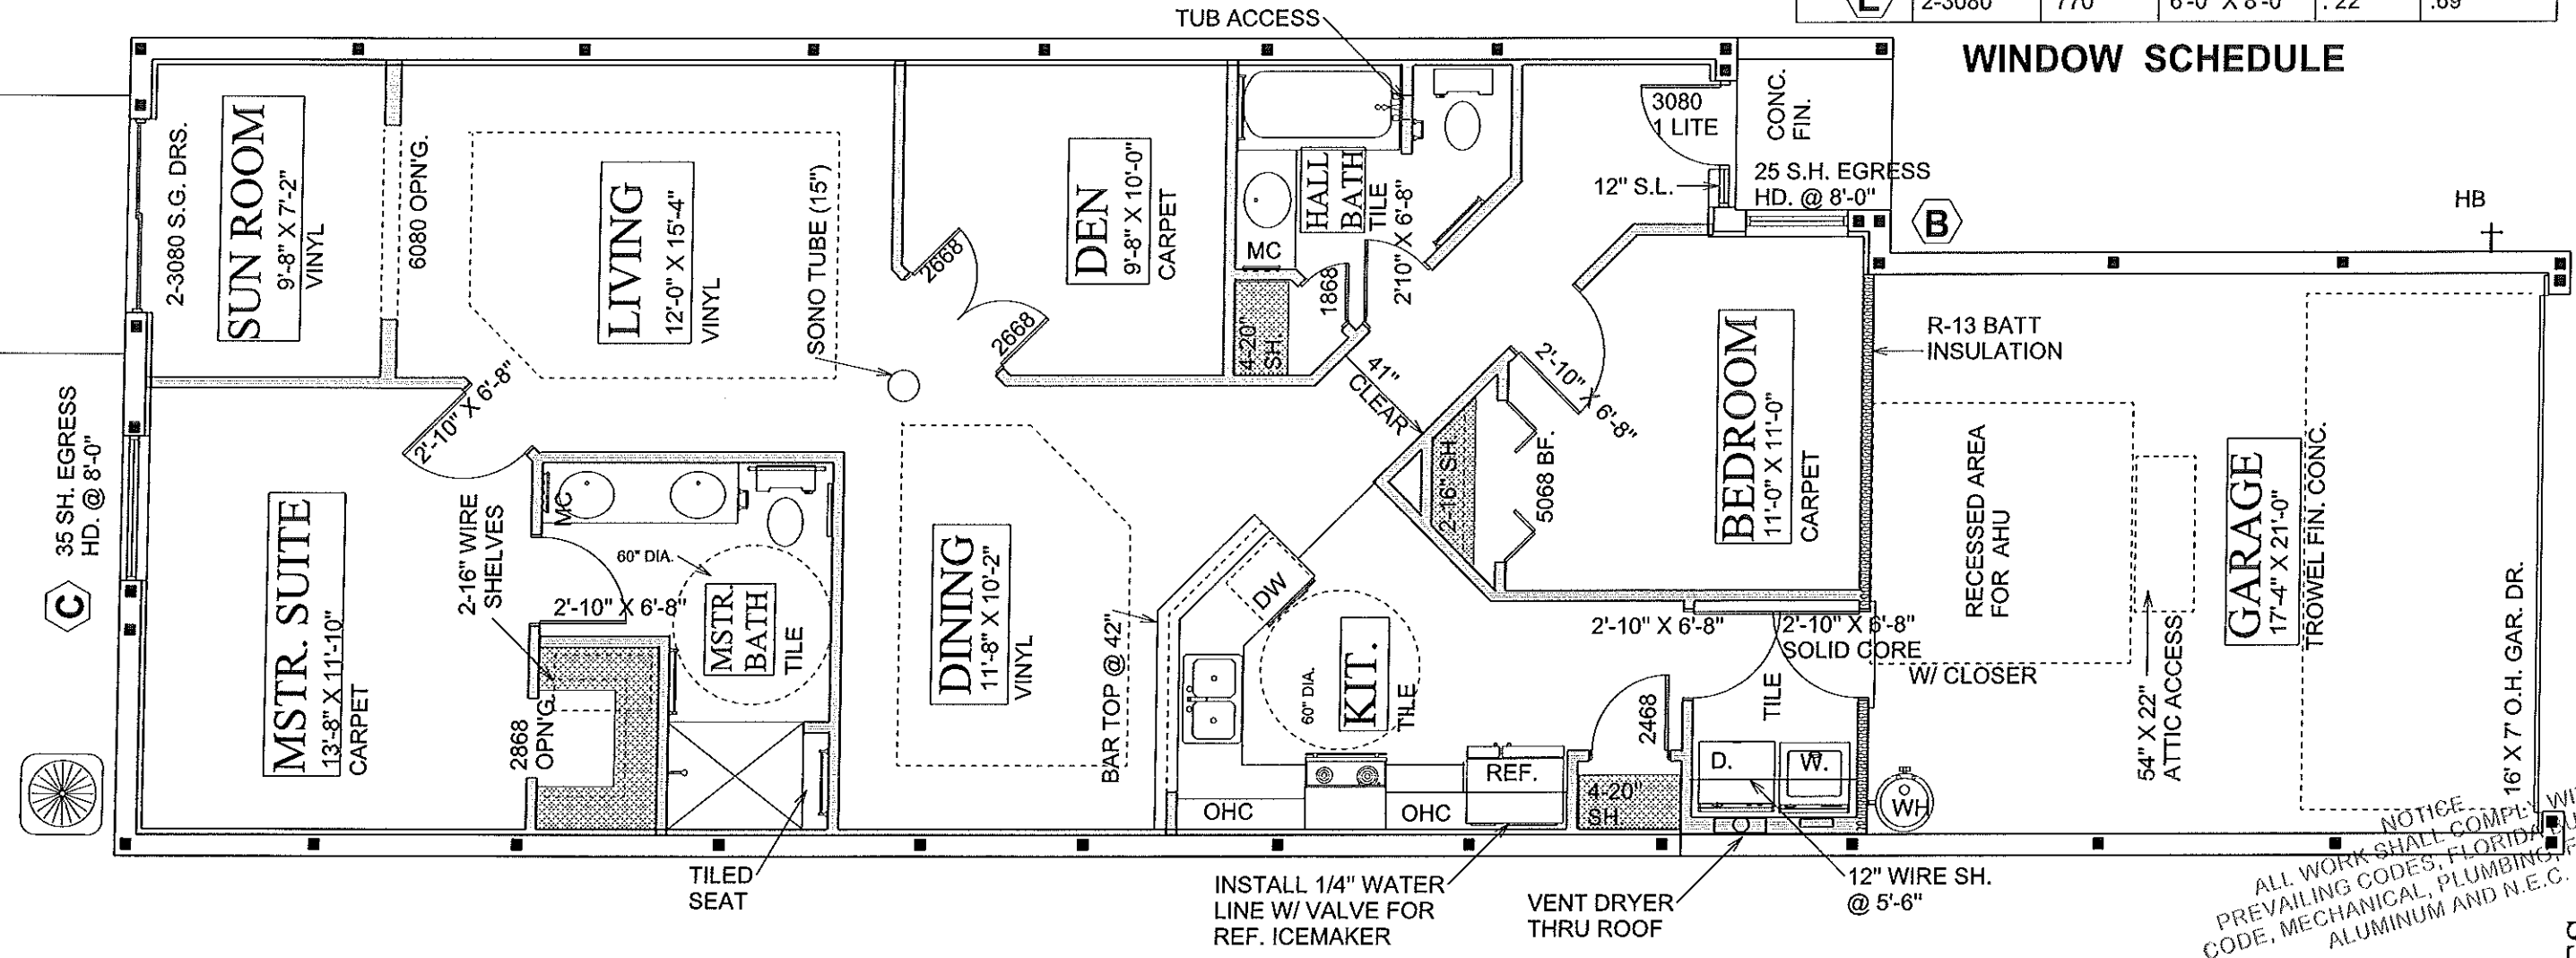 TUB ACCESS
E
2-3080
770
6'-0" X 8'-0"
.22
.69
WINDOW SCHEDULE
2-3080 S.G. DRS.
SUN ROOM
9'-8" X 7'-2"
VINYL
6080 OPN'G.
LIVING
12'-0" X 15'-4"
VINYL
SONO TUBE (15")
2668
2668
DEN
9'-8" X 10'-0"
CARPET
MC
HALL
BATH
TILE
4-20"
SH.
1868
2'10" X 6'-8"
41"
CLEAR
3080
1 LITE
12" S.L.
CONC.
FIN.
25 S.H. EGRESS
HD. @ 8'-0"
B
HB
R-13 BATT
INSULATION
35 SH. EGRESS
HD. @ 8'-0"
C
2'-10" X 6'-8"
MSTR. SUITE
13'-8" X 11'-10"
CARPET
2-16" WIRE
SHELVES
MC
60" DIA.
2'-10" X 6'-8"
MSTR.
BATH
TILE
2868
OPN'G.
TILED
SEAT
DINING
11'-8" X 10'-2"
VINYL
BAR TOP @ 42"
DW
60" DIA.
KIT.
TILE
OHC
OHC
REF.
INSTALL 1/4" WATER
LINE W/ VALVE FOR
REF. ICEMAKER
2-16" SH
5068 BF.
2'-10" X 6'-8"
BEDROOM
11'-0" X 11'-0"
CARPET
2'-10" X 6'-8"
2'-10" X 6'-8"
SOLID CORE
W/ CLOSER
2468
4-20"
SH
TILE
D.
W.
WH
VENT DRYER
THRU ROOF
12" WIRE SH.
@ 5'-6"
RECESSED AREA
FOR AHU
54" X 22"
ATTIC ACCESS
GARAGE
17'-4" X 21'-0"
TROWEL FIN. CONC.
16' X 7' O.H. GAR. DR.
NOTICE
ALL WORK SHALL COMPLY
PREVAILING CODES, FLORIDA
CODE, MECHANICAL, PLUMBING,
ALUMINUM AND N.E.C.